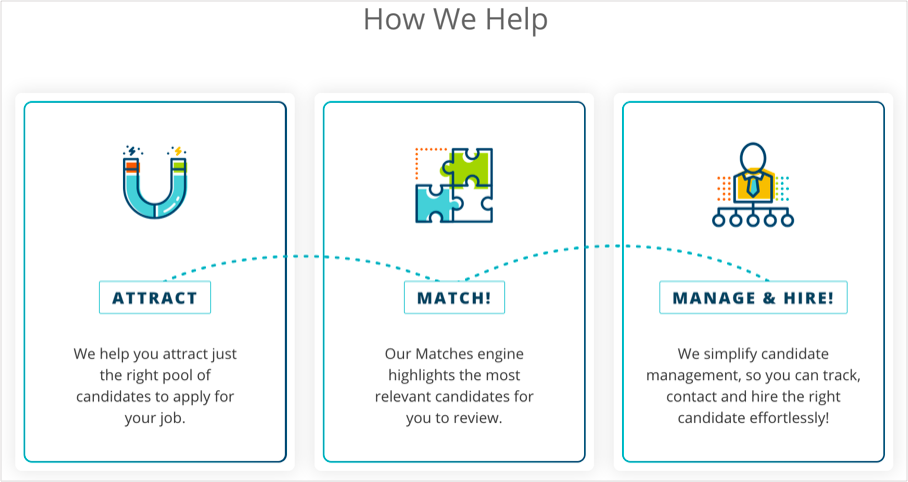 How We Help
ATTRACT
We help you attract just
the right pool of
candidates to apply for
your job.
MATCH!
Our Matches engine
highlights the most
relevant candidates for
you to review.
MANAGE & HIRE!
We simplify candidate
management, so you can track,
contact and hire the right
candidate effortlessly!